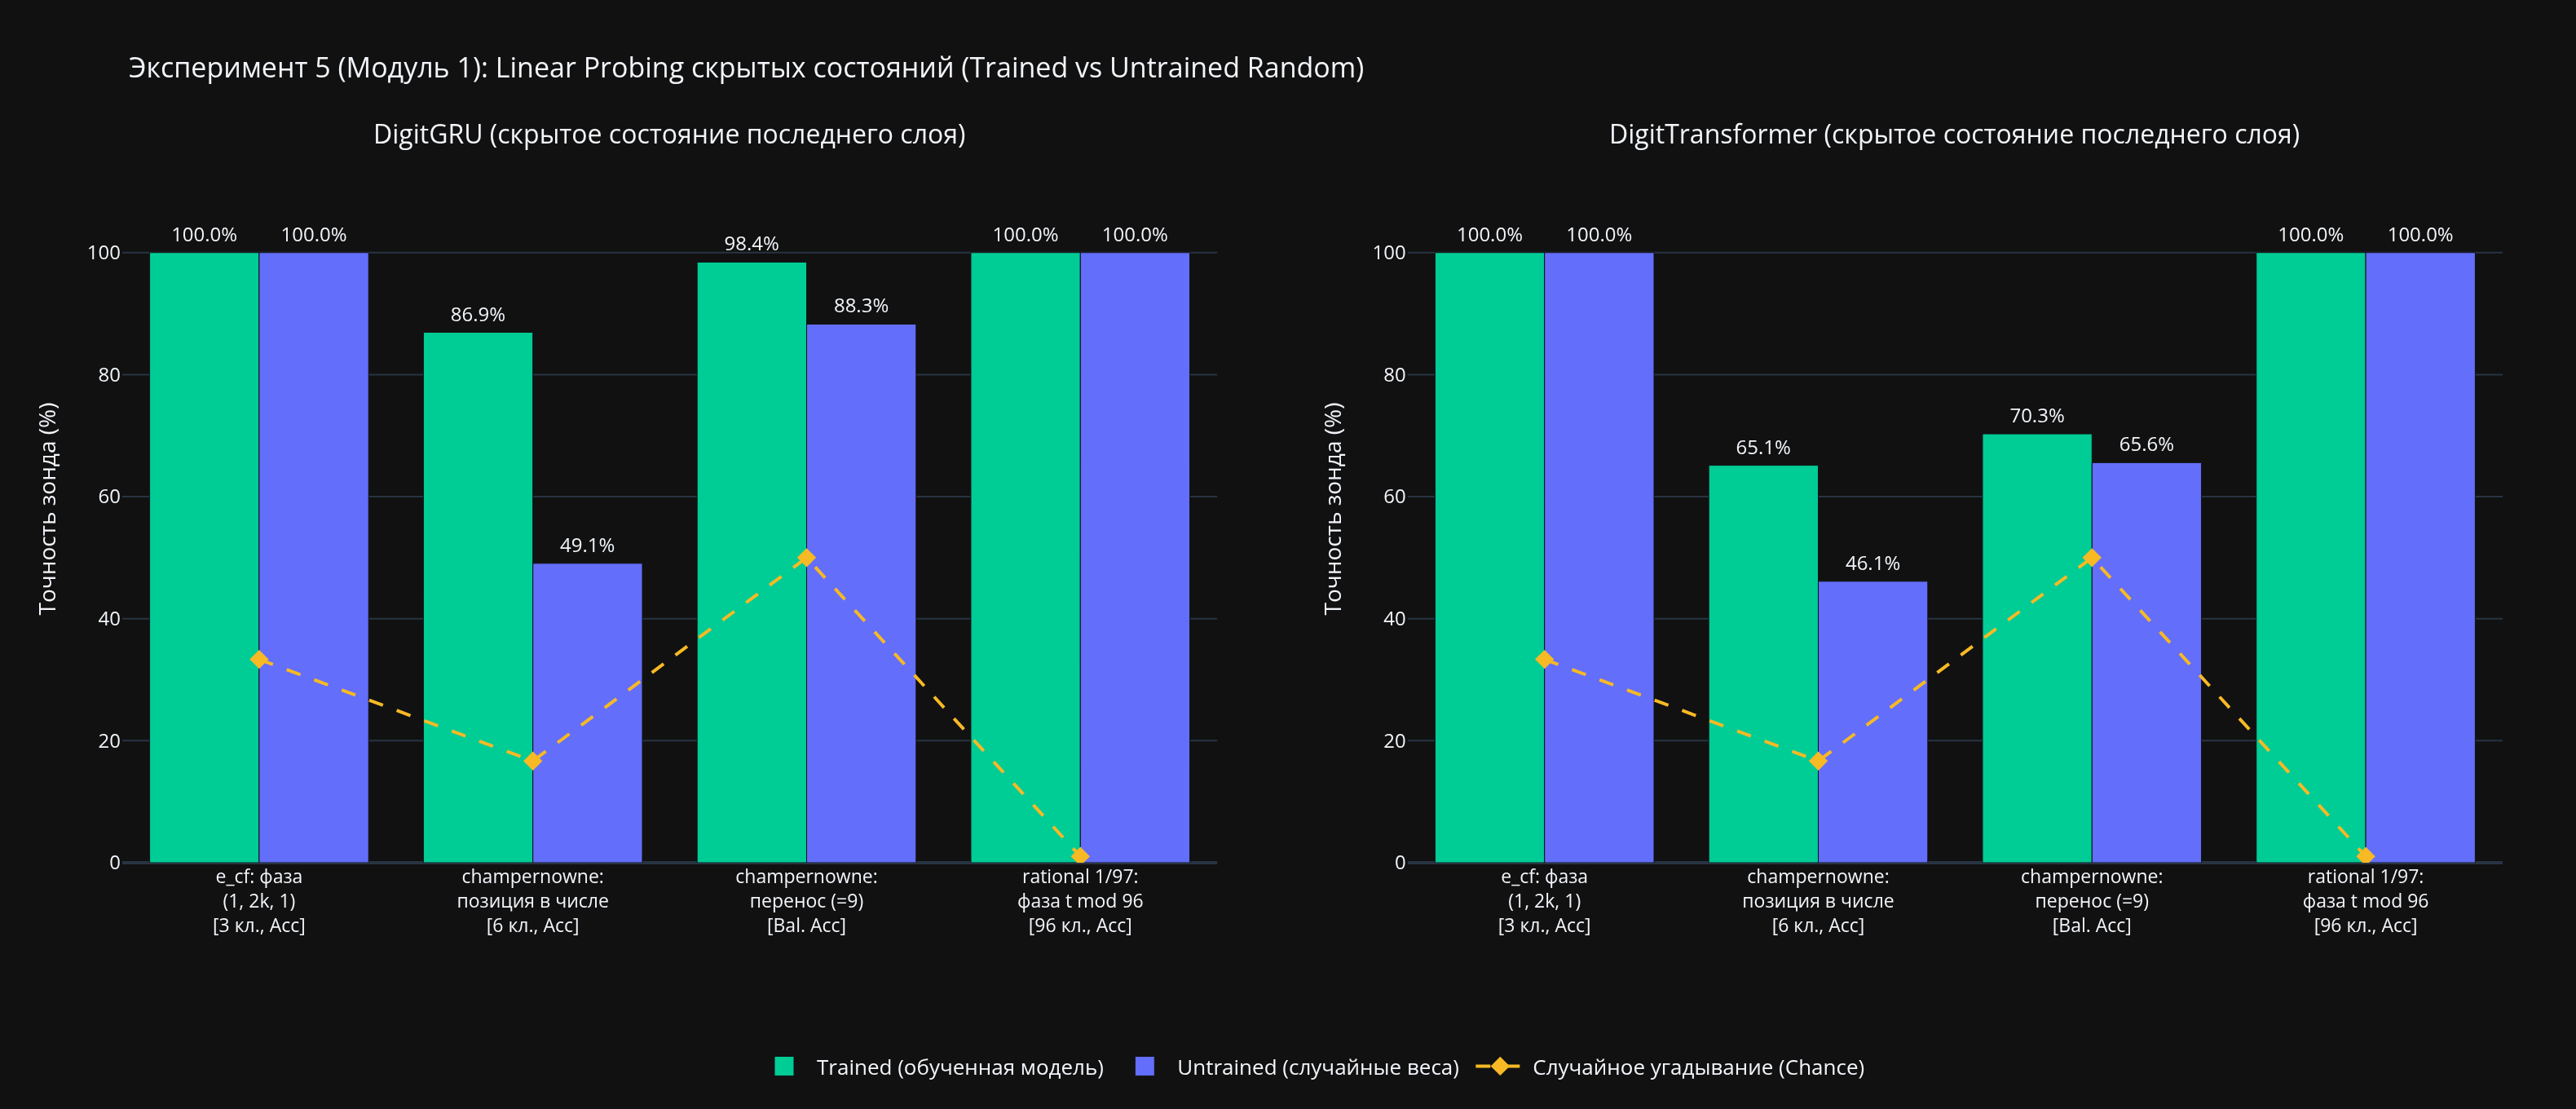 Эксперимент 5 (Модуль 1): Linear Probing скрытых состояний (Trained vs Untrained Random)
DigitGRU (скрытое состояние последнего слоя)
Точность зонда (%)
100
80
60
40
20
0
100.0%
100.0%
86.9%
49.1%
98.4%
88.3%
100.0%
100.0%
e_cf: фаза
(1, 2k, 1)
[3 кл., Acc]
champernowne:
позиция в числе
[6 кл., Acc]
champernowne:
перенос (=9)
[Bal. Acc]
rational 1/97:
фаза t mod 96
[96 кл., Acc]
DigitTransformer (скрытое состояние последнего слоя)
Точность зонда (%)
100
80
60
40
20
0
100.0%
100.0%
65.1%
46.1%
70.3%
65.6%
100.0%
100.0%
e_cf: фаза
(1, 2k, 1)
[3 кл., Acc]
champernowne:
позиция в числе
[6 кл., Acc]
champernowne:
перенос (=9)
[Bal. Acc]
rational 1/97:
фаза t mod 96
[96 кл., Acc]
Trained (обученная модель)
Untrained (случайные веса)
Случайное угадывание (Chance)